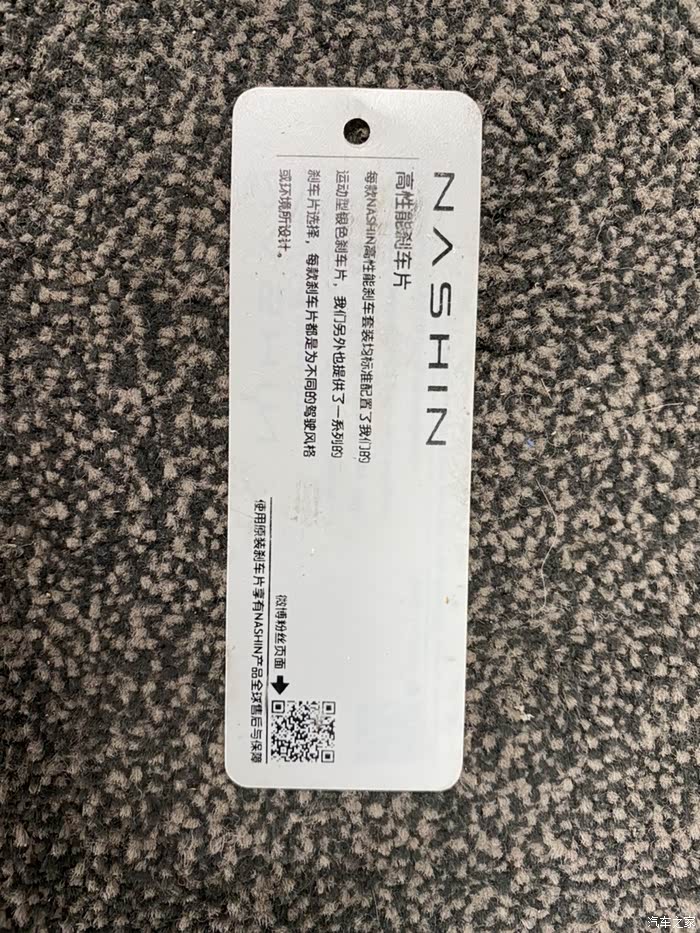 NASHIN
高性能刹车片
每款NASHIN高性能刹车套装均标准配置了我们的
运动型银色刹车片，我们另外也提供了一系列的
刹车片选择，每款刹车片都是为不同的驾驶风格
或环境所设计。
微博粉丝页面
使用原装刹车片享有NASHIN产品全球售后与保障
汽车之家